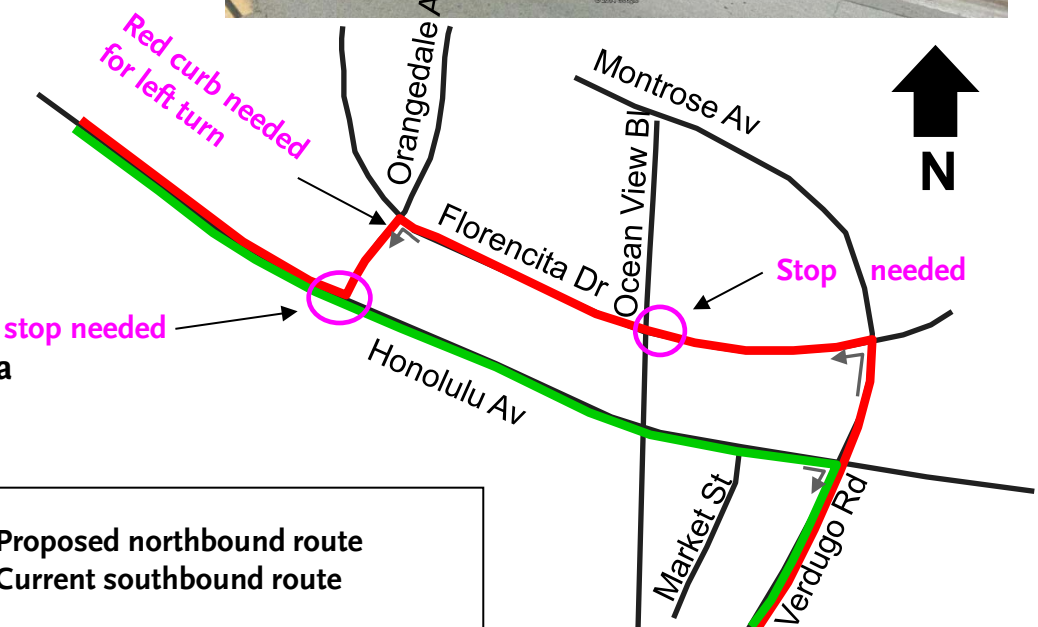 Orangedale A
Red curb needed
for left turn
Montrose Av
N
Ocean View Bl
Florencita Dr
Stop needed
stop needed
a
Honolulu Av
Market St
Verdugo Rd
Proposed northbound route
Current southbound route